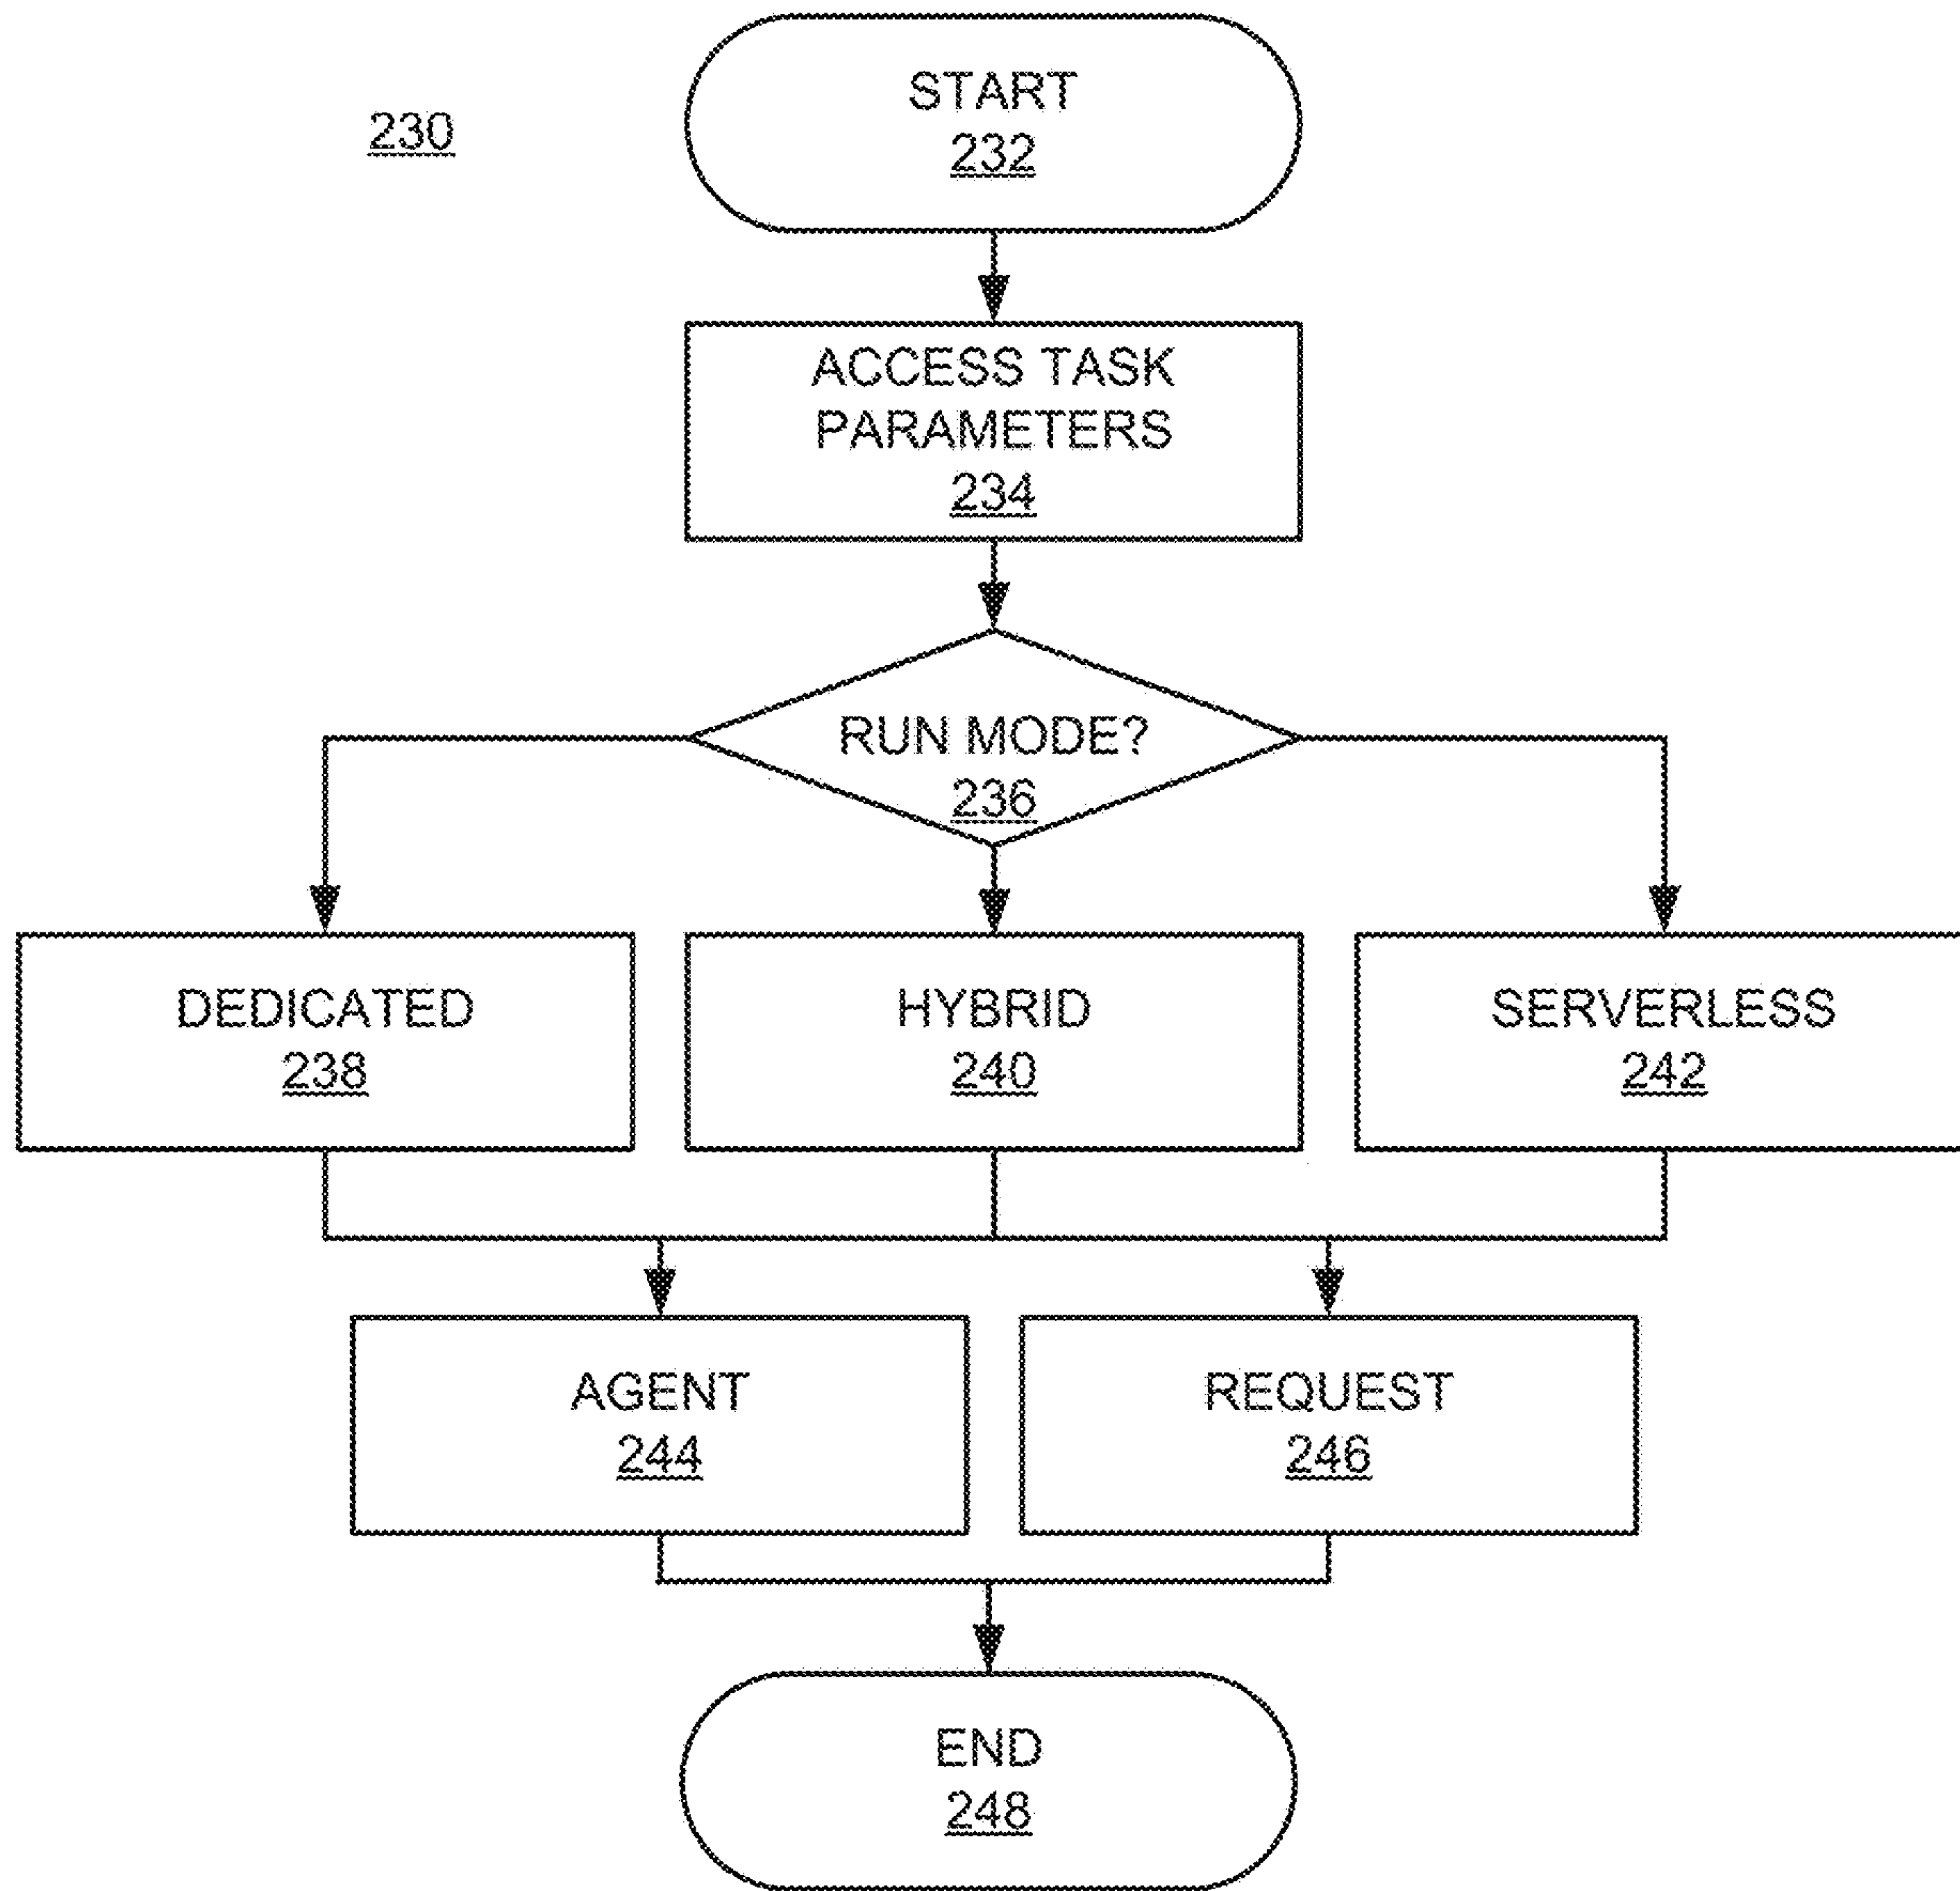 START
230
232
ACCESS TASK
PARAMETERS
234
RUN MODE?
236
DEDICATED
238
HYBRID
240
SERVERLESS
242
AGENT
244
REQUEST
246
END
248